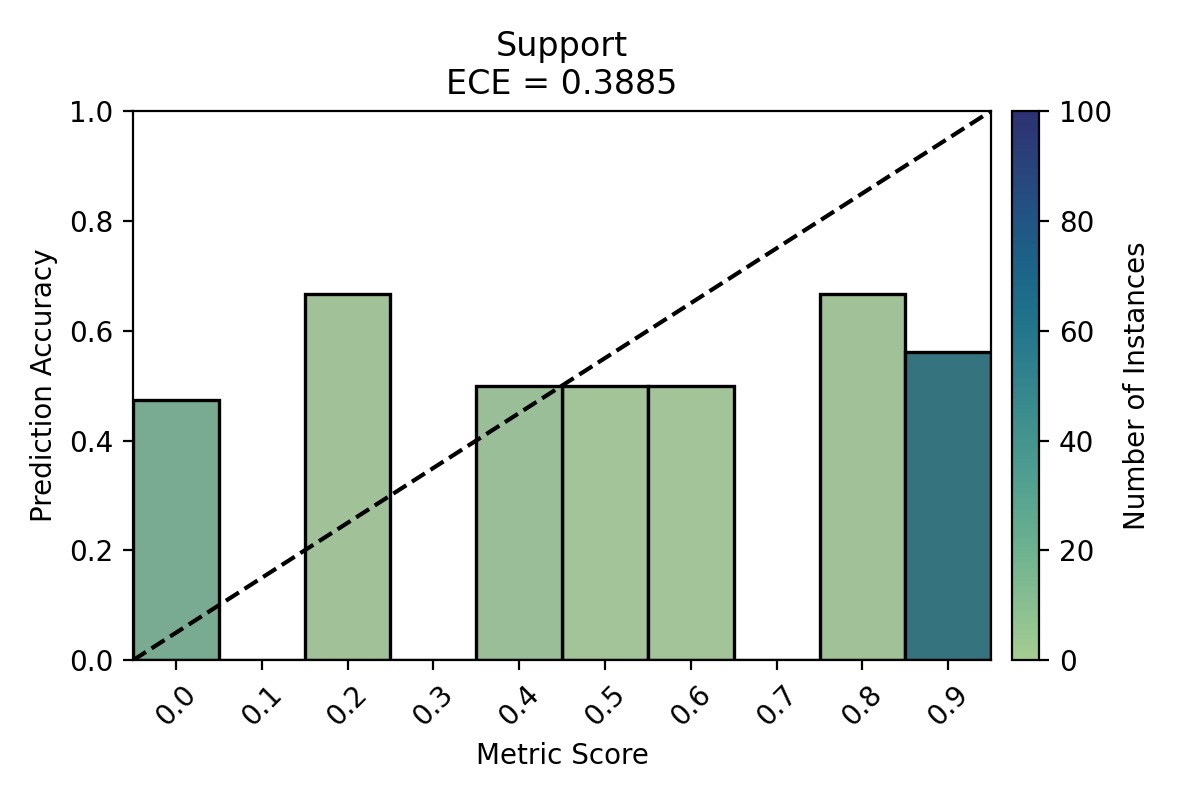 Support
ECE = 0.3885
1.0
0.8
0.6
0.4
0.2
0.0
Prediction Accuracy
0.0 0.1 0.2 0.3 0.4 0.5 0.6 0.7 0.8 0.9
Metric Score
100
80
60
40
20
0
Number of Instances